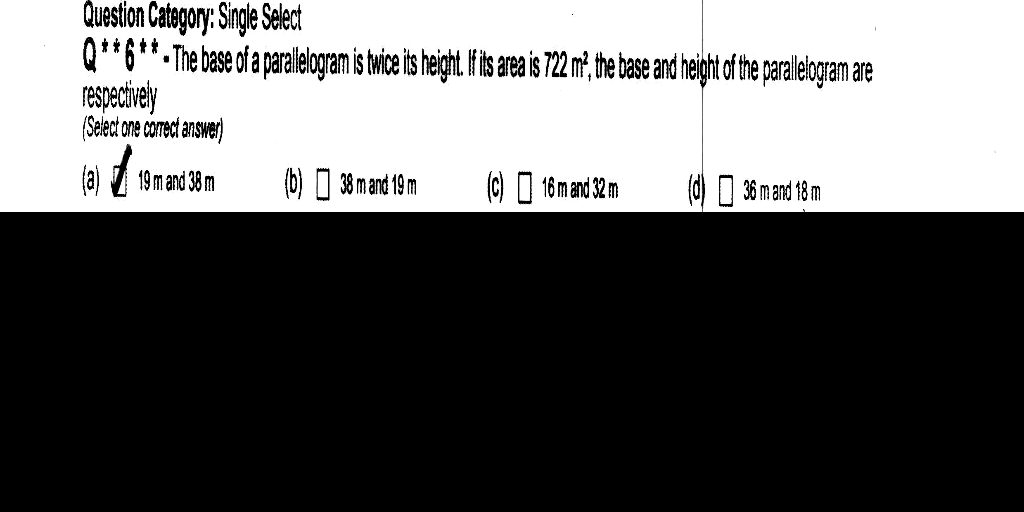 Question Category: Single Select
Q**6** - The base of a parallelogram is twice its height. If its area is 722 m², the base and height of the parallelogram are
respectively
(Select one correct answer)
(a) ☑ 19 m and 38 m (b) ☐ 38 m and 19 m (c) ☐ 16 m and 32 m (d) ☐ 36 m and 18 m